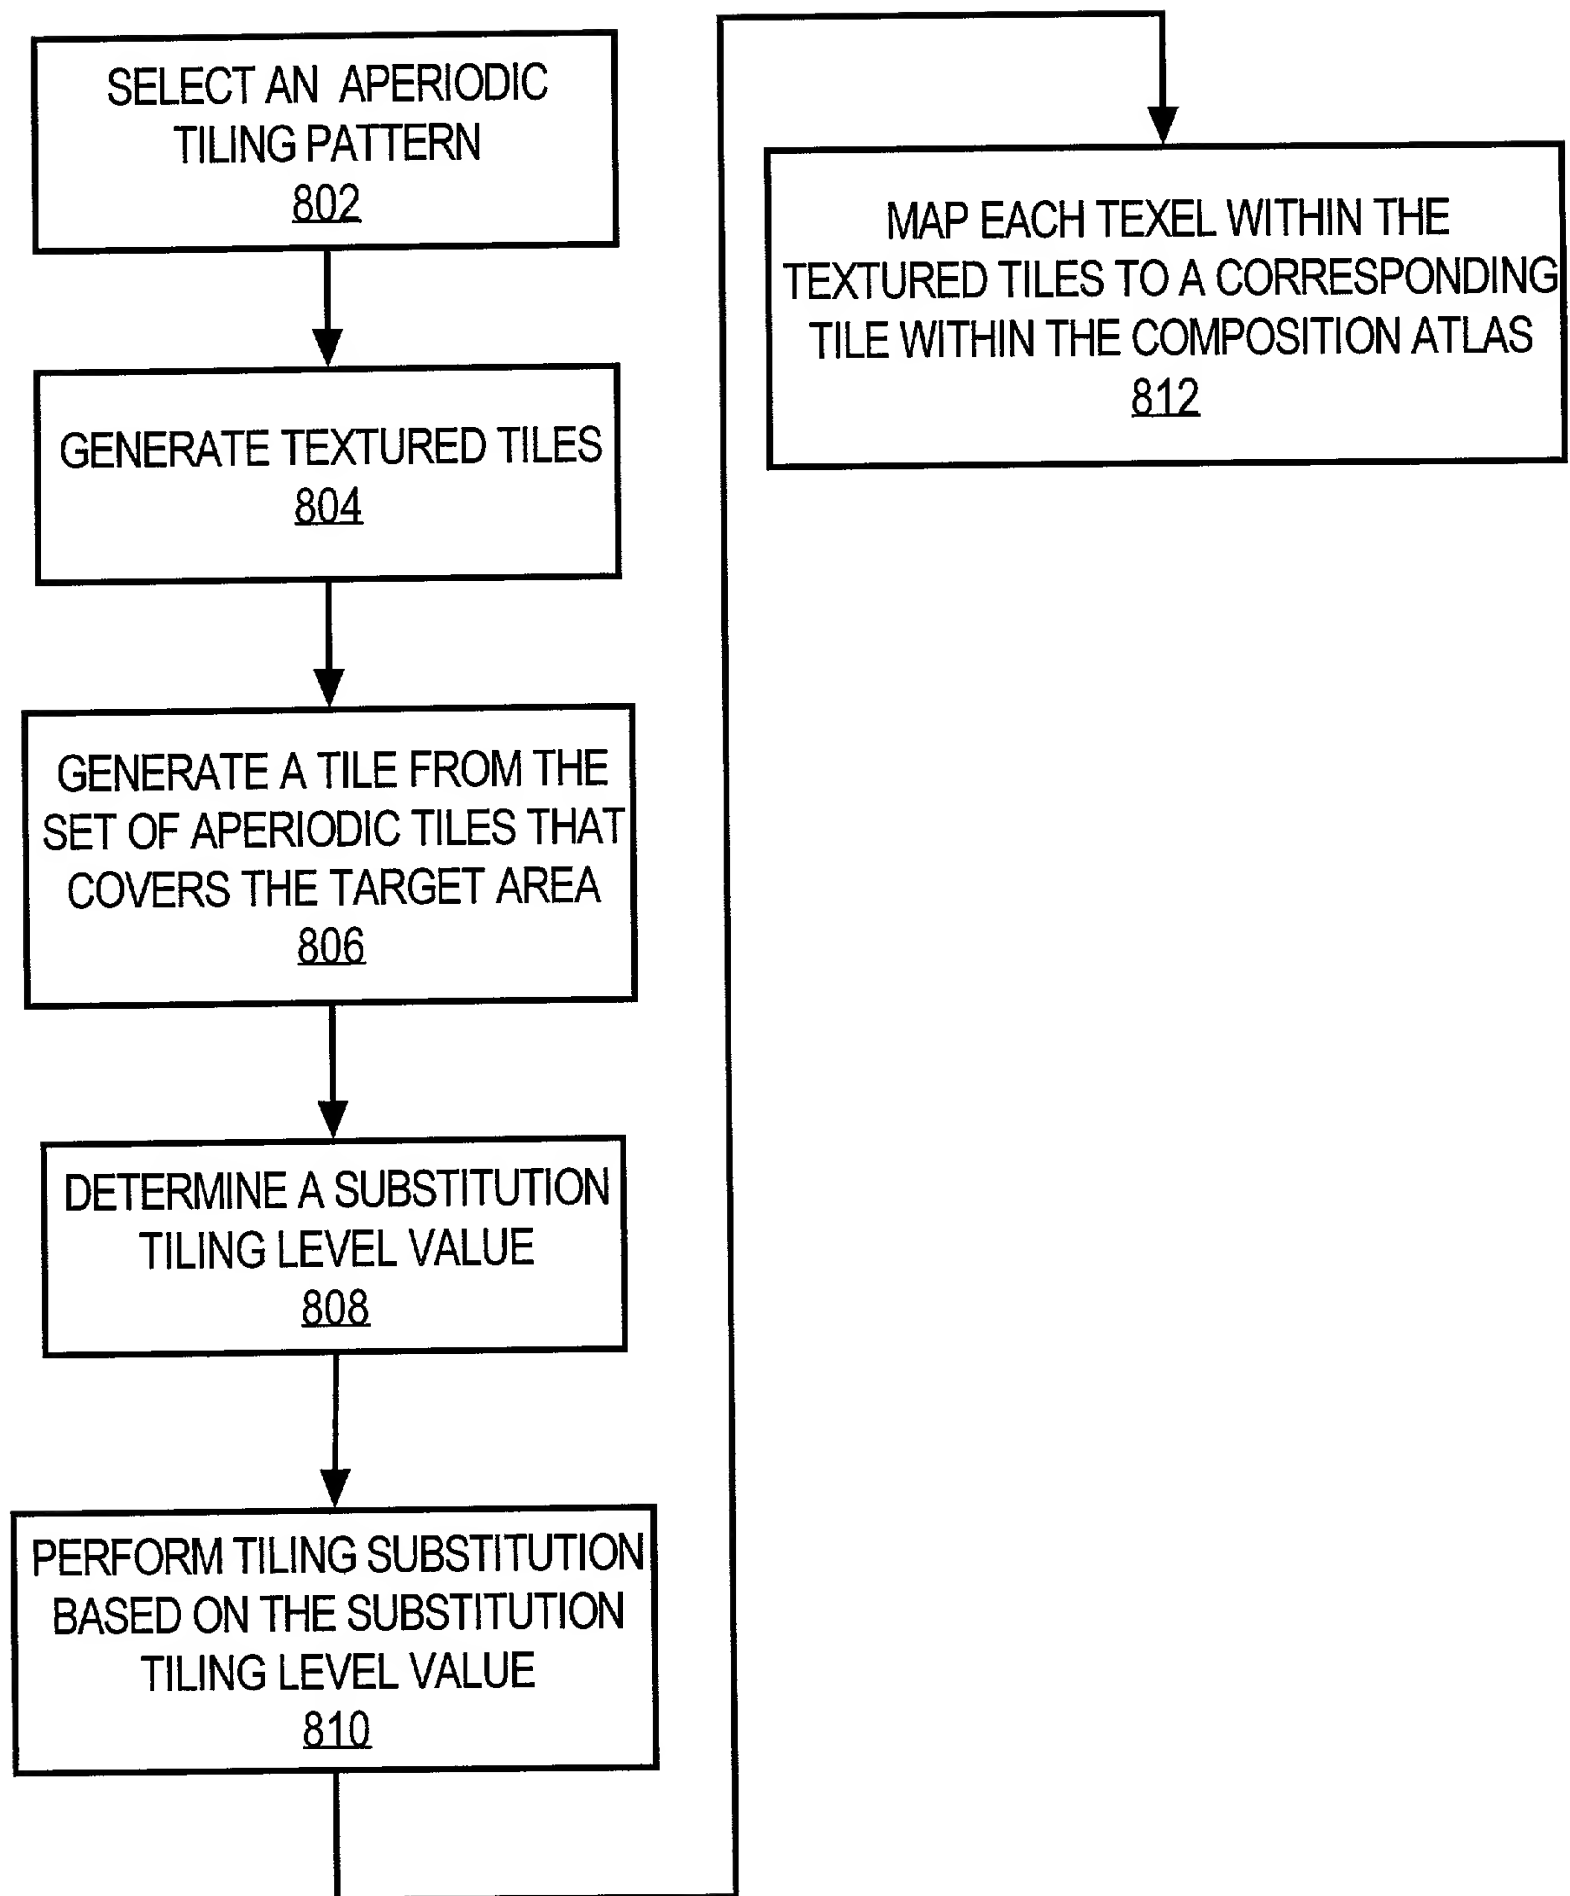 SELECT AN APERIODIC
TILING PATTERN
802
GENERATE TEXTURED TILES
804
GENERATE A TILE FROM THE
SET OF APERIODIC TILES THAT
COVERS THE TARGET AREA
806
DETERMINE A SUBSTITUTION
TILING LEVEL VALUE
808
PERFORM TILING SUBSTITUTION
BASED ON THE SUBSTITUTION
TILING LEVEL VALUE
810
MAP EACH TEXEL WITHIN THE
TEXTURED TILES TO A CORRESPONDING
TILE WITHIN THE COMPOSITION ATLAS
812